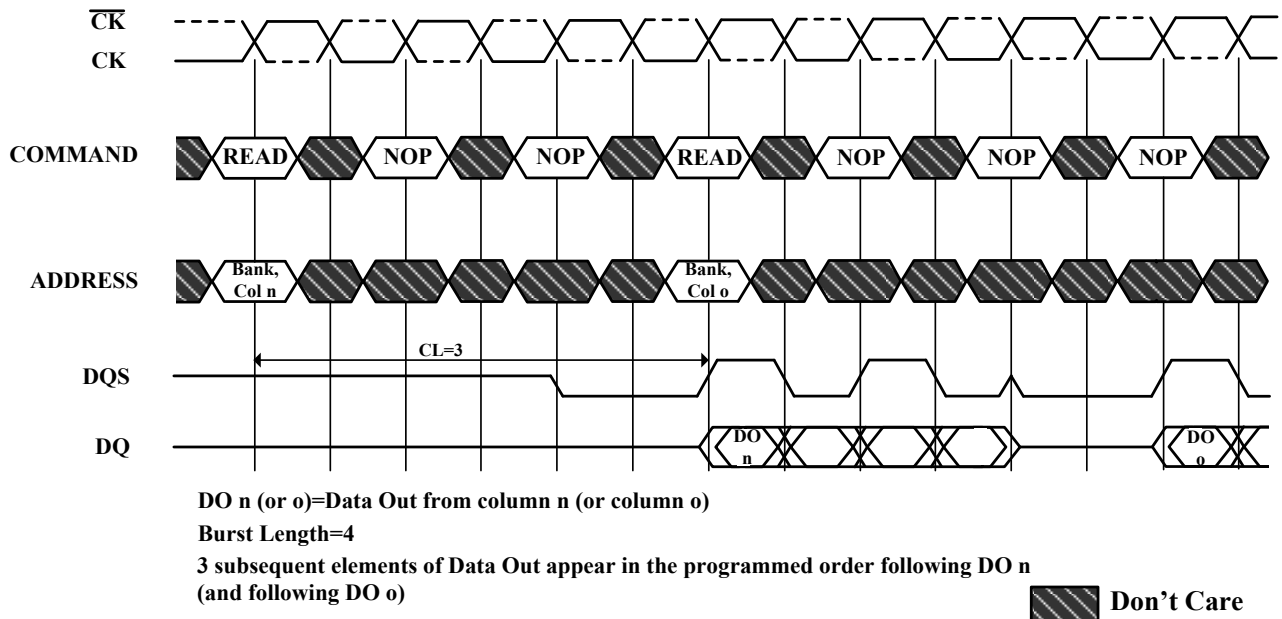 CK
CK
COMMAND READ NOP NOP READ NOP NOP NOP
ADDRESS Bank, Col n Bank, Col o
CL=3
DQS
DQ DO n DO o
DO n (or o)=Data Out from column n (or column o)
Burst Length=4
3 subsequent elements of Data Out appear in the programmed order following DO n
(and following DO o)
Don't Care